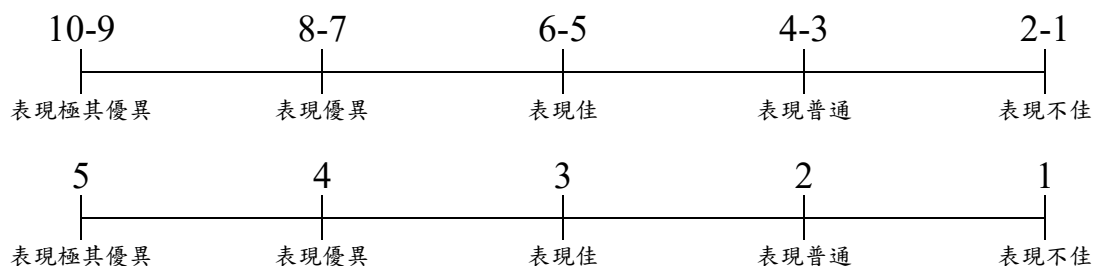 10-9 8-7 6-5 4-3 2-1
表現極其優異 表現優異 表現佳 表現普通 表現不佳
5 4 3 2 1
表現極其優異 表現優異 表現佳 表現普通 表現不佳